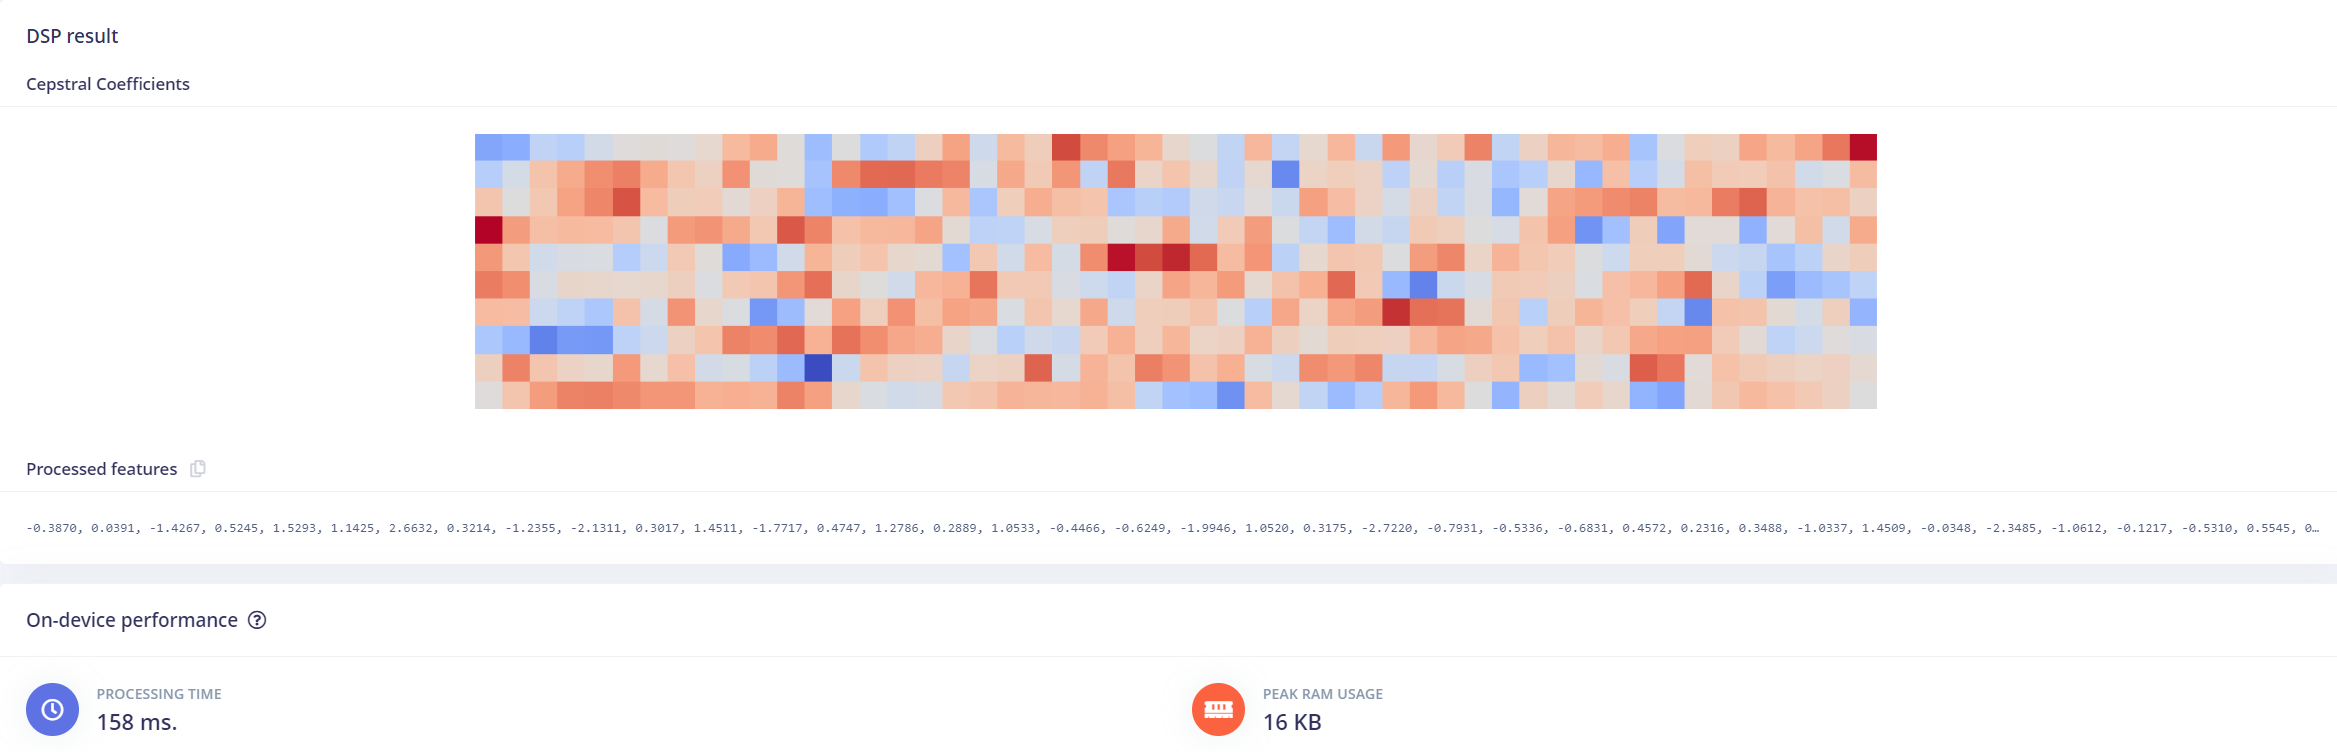 DSP result
Cepstral Coefficients
Processed features
-0.3870, 0.0391, -1.4267, 0.5245, 1.5293, 1.1425, 2.6632, 0.3214, -1.2355, -2.1311, 0.3017, 1.4511, -1.7717, 0.4747, 1.2786, 0.2889, 1.0533, -0.4466, -0.6249, -1.9946, 1.0520, 0.3175, -2.7220, -0.7931, -0.5336, -0.6831, 0.4572, 0.2316, 0.3488, -1.0337, 1.4509, -0.0348, -2.3485, -1.0612, -0.1217, -0.5310, 0.5545, 0…
On-device performance
PROCESSING TIME
158 ms.
PEAK RAM USAGE
16 KB